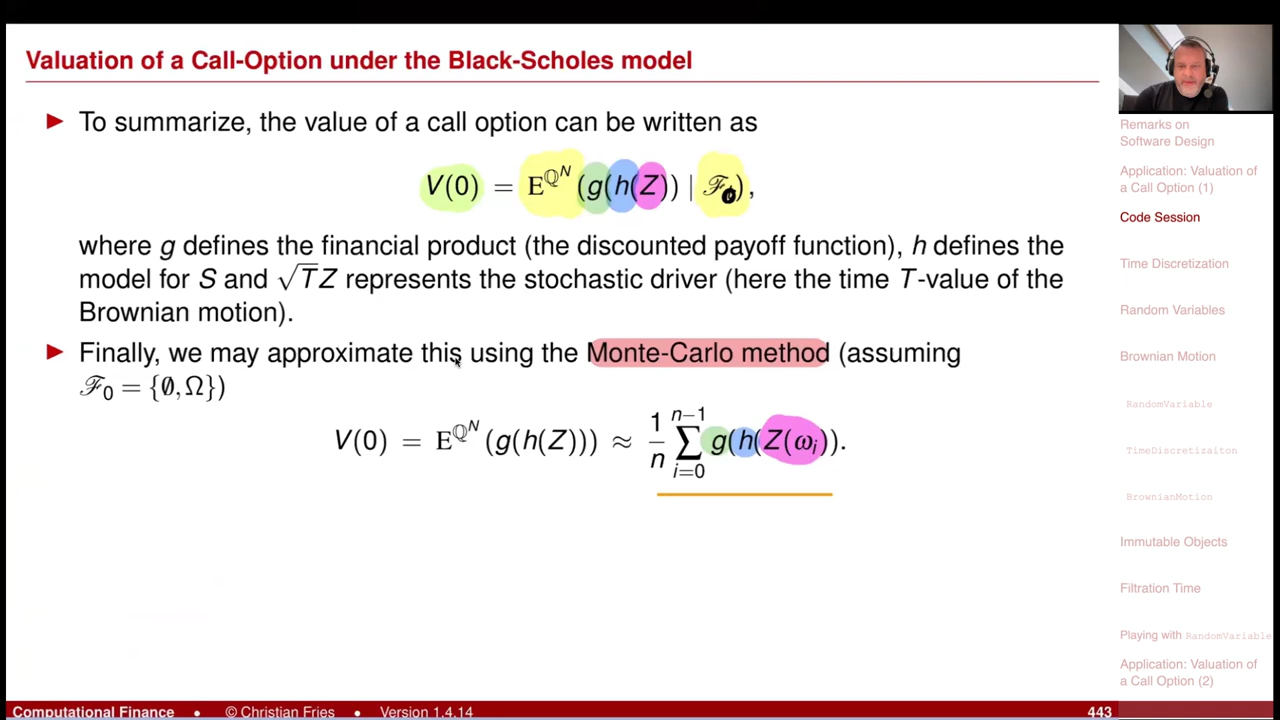 Valuation of a Call-Option under the Black-Scholes model
▶ To summarize, the value of a call option can be written as
V(0) = E^{ℚ^N} (g(h(Z)) | ℱ_0),
where g defines the financial product (the discounted payoff function), h defines the
model for S and √T Z represents the stochastic driver (here the time T-value of the
Brownian motion).
▶ Finally, we may approximate this using the Monte-Carlo method (assuming
ℱ_0 = {∅, Ω})
V(0) = E^{ℚ^N} (g(h(Z))) ≈ \frac{1}{n} \sum_{i=0}^{n-1} g(h(Z(ω_i)).
Remarks on
Software Design
Application: Valuation of
a Call Option (1)
Code Session
Time Discretization
Random Variables
Brownian Motion
RandomVariable
TimeDiscretizaiton
BrownianMotion
Immutable Objects
Filtration Time
Playing with RandomVariable
Application: Valuation of
a Call Option (2)
Computational Finance • © Christian Fries • Version 1.4.14 443